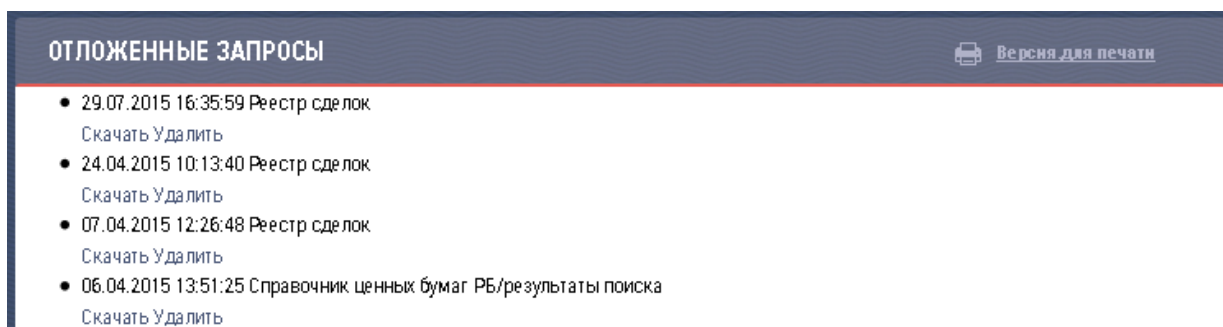 ОТЛОЖЕННЫЕ ЗАПРОСЫ
Версия для печати
29.07.2015 16:35:59 Реестр сделок
Скачать Удалить
24.04.2015 10:13:40 Реестр сделок
Скачать Удалить
07.04.2015 12:26:48 Реестр сделок
Скачать Удалить
06.04.2015 13:51:25 Справочник ценных бумаг РБ/результаты поиска
Скачать Удалить